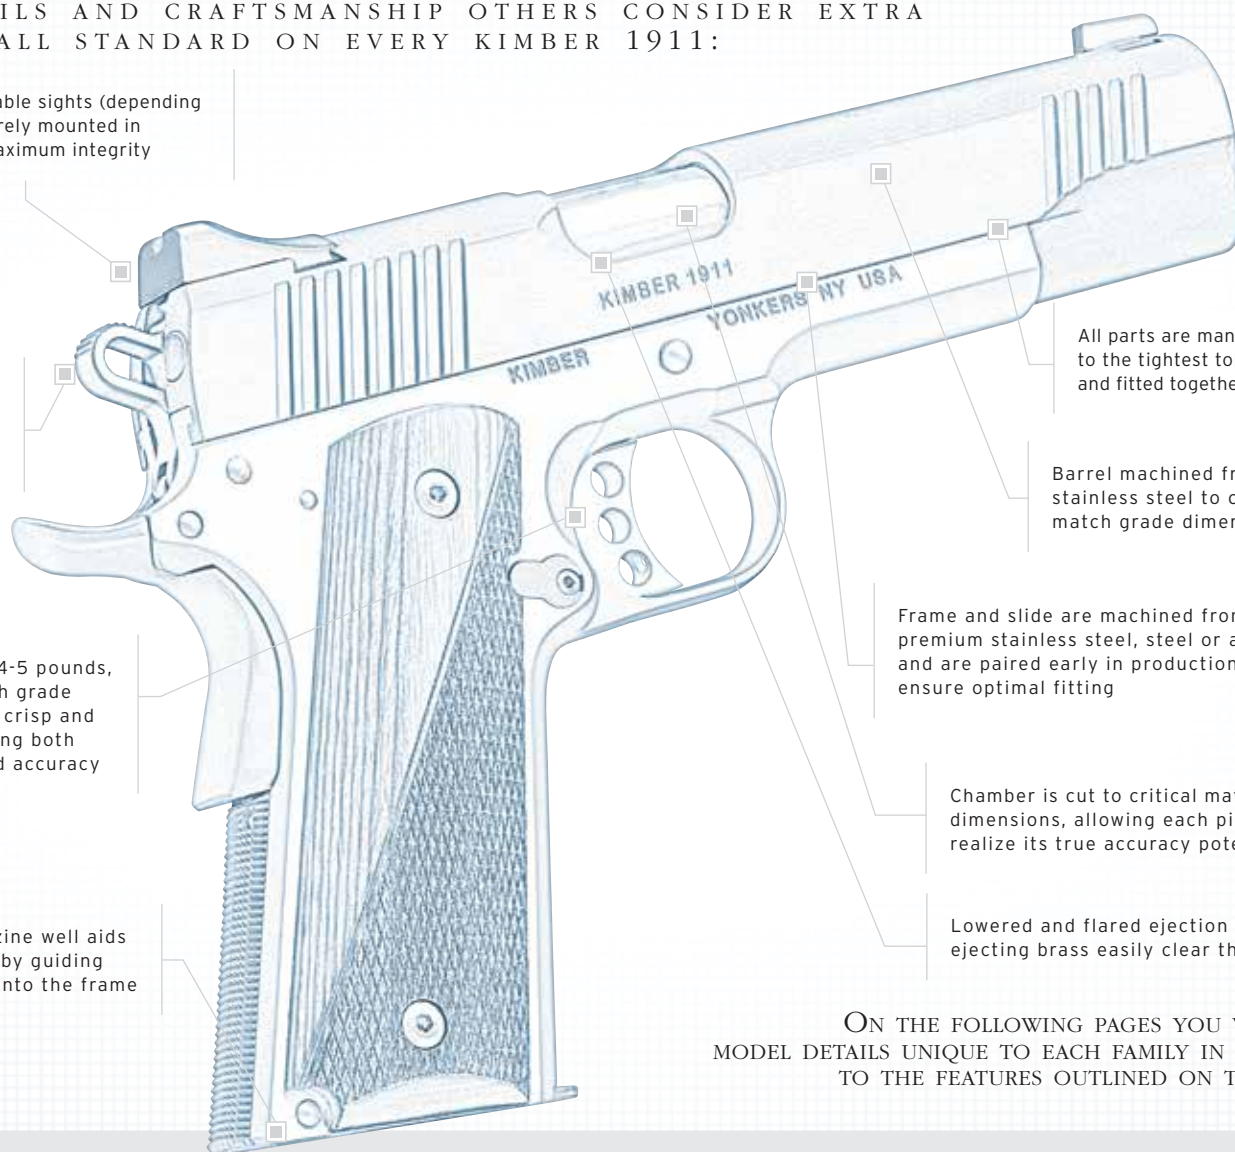 ILS AND CRAFTSMANSHIP OTHERS CONSIDER EXTRA
ALL STANDARD ON EVERY KIMBER 1911:
able sights (depending
rely mounted in
aximum integrity
KIMBER 1911
YONKERS NY USA
KIMBER
All parts are man
to the tightest to
and fitted togethe
Barrel machined fr
stainless steel to c
match grade dimen
Frame and slide are machined from
premium stainless steel, steel or a
and are paired early in production
ensure optimal fitting
4-5 pounds,
h grade
crisp and
ng both
d accuracy
Chamber is cut to critical mat
dimensions, allowing each pi
realize its true accuracy pote
zine well aids
by guiding
nto the frame
Lowered and flared ejection
ejecting brass easily clear th
ON THE FOLLOWING PAGES YOU
MODEL DETAILS UNIQUE TO EACH FAMILY IN
TO THE FEATURES OUTLINED ON T